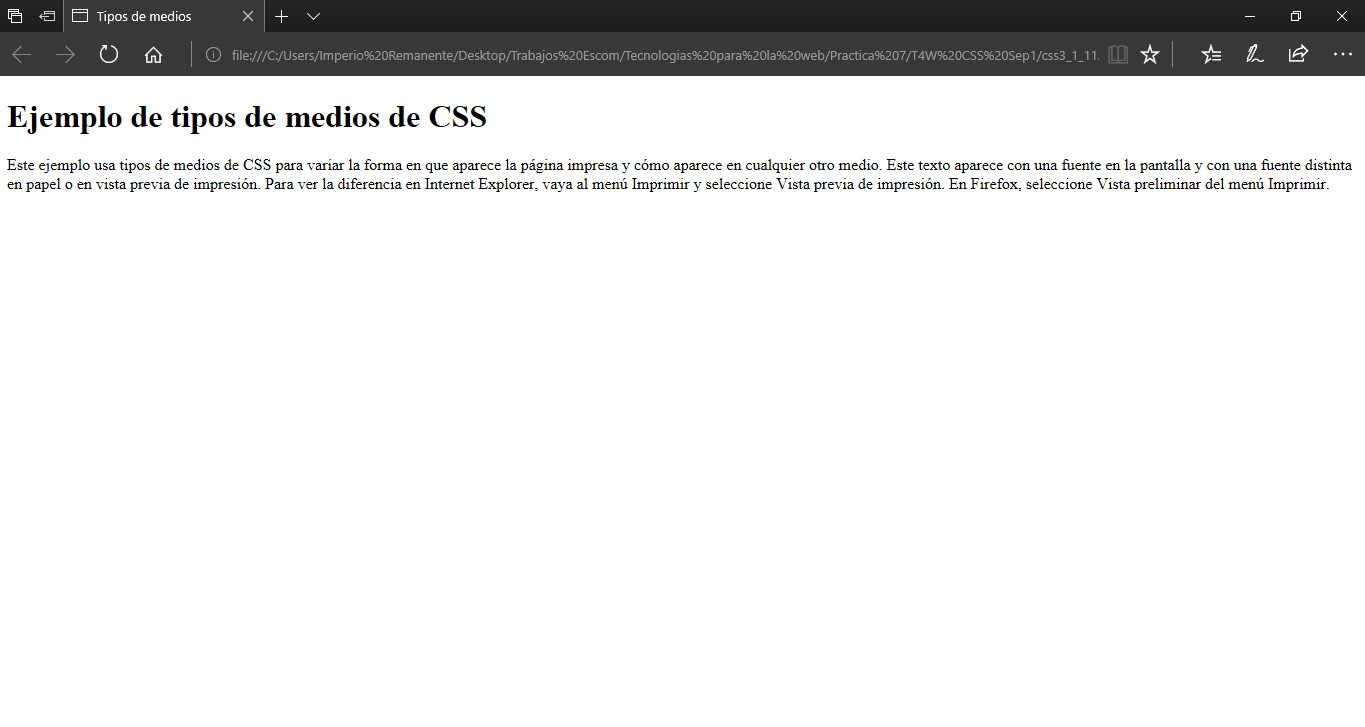 Tipos de medios
file:///C:/Users/Imperio%20Remanente/Desktop/Trabajos%20Escom/Tecnologias%20para%20la%20web/Practica%207/T4W%20CSS%20Sep1/css3_1_11.
Ejemplo de tipos de medios de CSS
Este ejemplo usa tipos de medios de CSS para variar la forma en que aparece la página impresa y cómo aparece en cualquier otro medio. Este texto aparece con una fuente en la pantalla y con una fuente distinta
en papel o en vista previa de impresión. Para ver la diferencia en Internet Explorer, vaya al menú Imprimir y seleccione Vista previa de impresión. En Firefox, seleccione Vista preliminar del menú Imprimir.